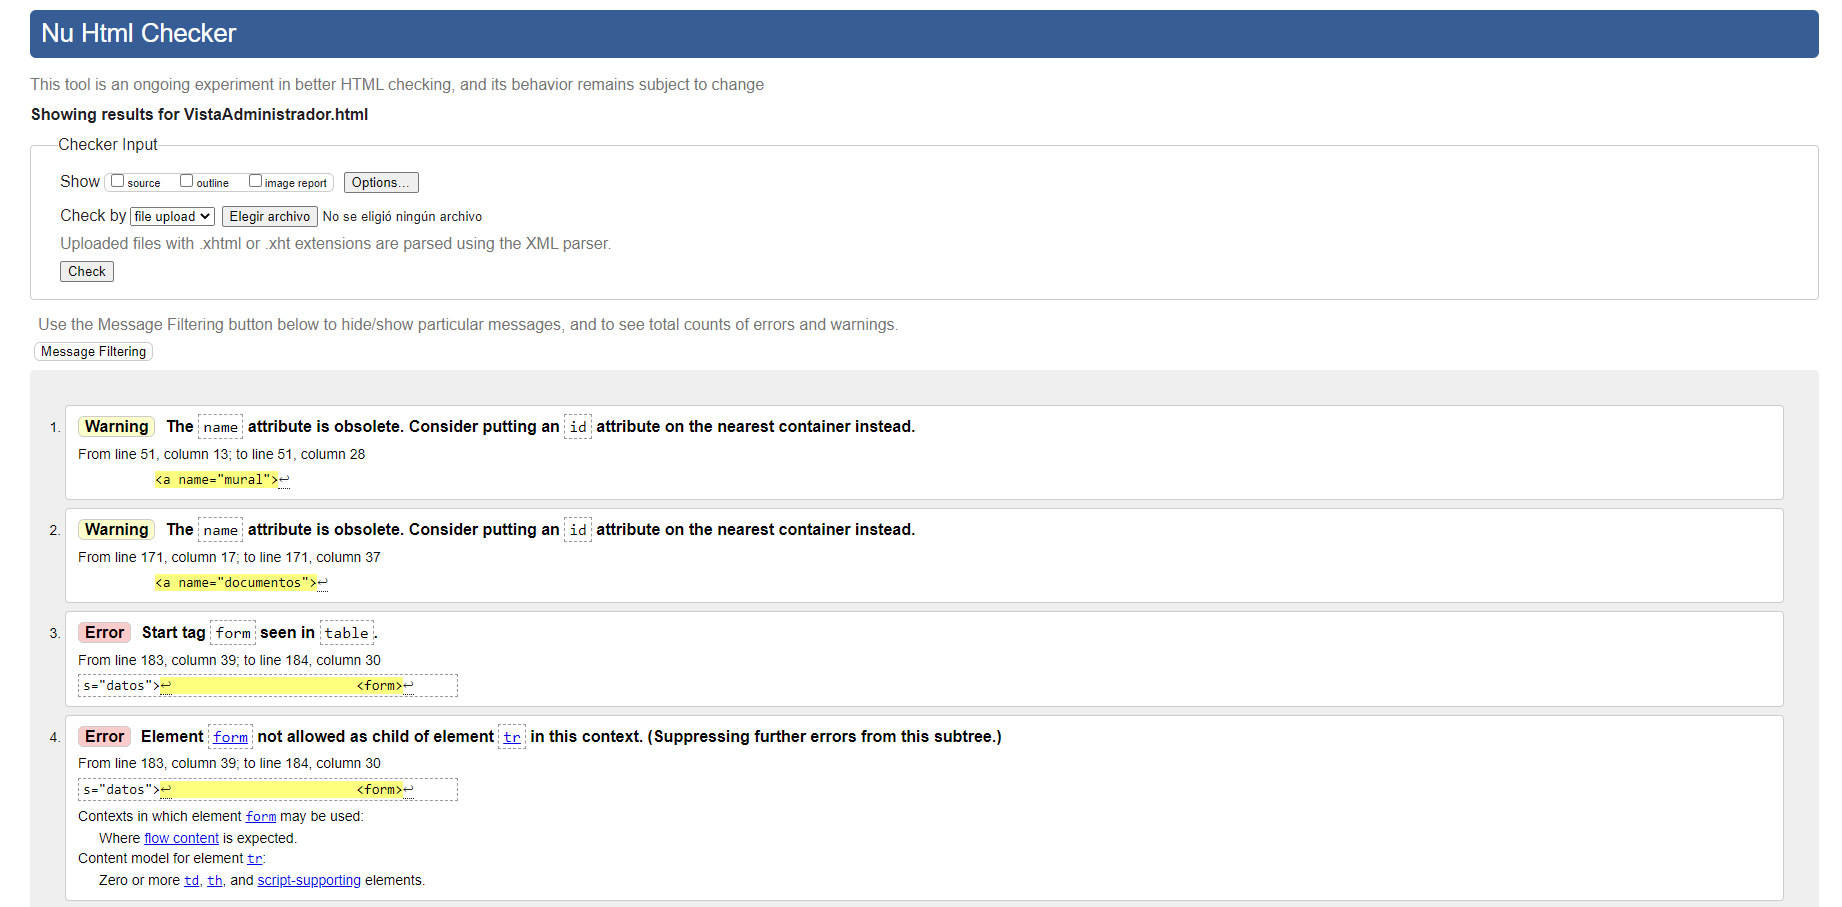 Nu Html Checker
This tool is an ongoing experiment in better HTML checking, and its behavior remains subject to change
Showing results for VistaAdministrador.html
Checker Input
Show source outline image report Options...
Check by file upload Elegir archivo No se eligió ningún archivo
Uploaded files with .xhtml or .xht extensions are parsed using the XML parser.
Check
Use the Message Filtering button below to hide/show particular messages, and to see total counts of errors and warnings.
Message Filtering
1. Warning The name attribute is obsolete. Consider putting an id attribute on the nearest container instead.
From line 51, column 13; to line 51, column 28
<a name="mural">↩
2. Warning The name attribute is obsolete. Consider putting an id attribute on the nearest container instead.
From line 171, column 17; to line 171, column 37
<a name="documentos">↩
3. Error Start tag form seen in table.
From line 183, column 39; to line 184, column 30
s="datos">↩ <form>↩
4. Error Element form not allowed as child of element tr in this context. (Suppressing further errors from this subtree.)
From line 183, column 39; to line 184, column 30
s="datos">↩ <form>↩
Contexts in which element form may be used:
Where flow content is expected.
Content model for element tr:
Zero or more td, th, and script-supporting elements.